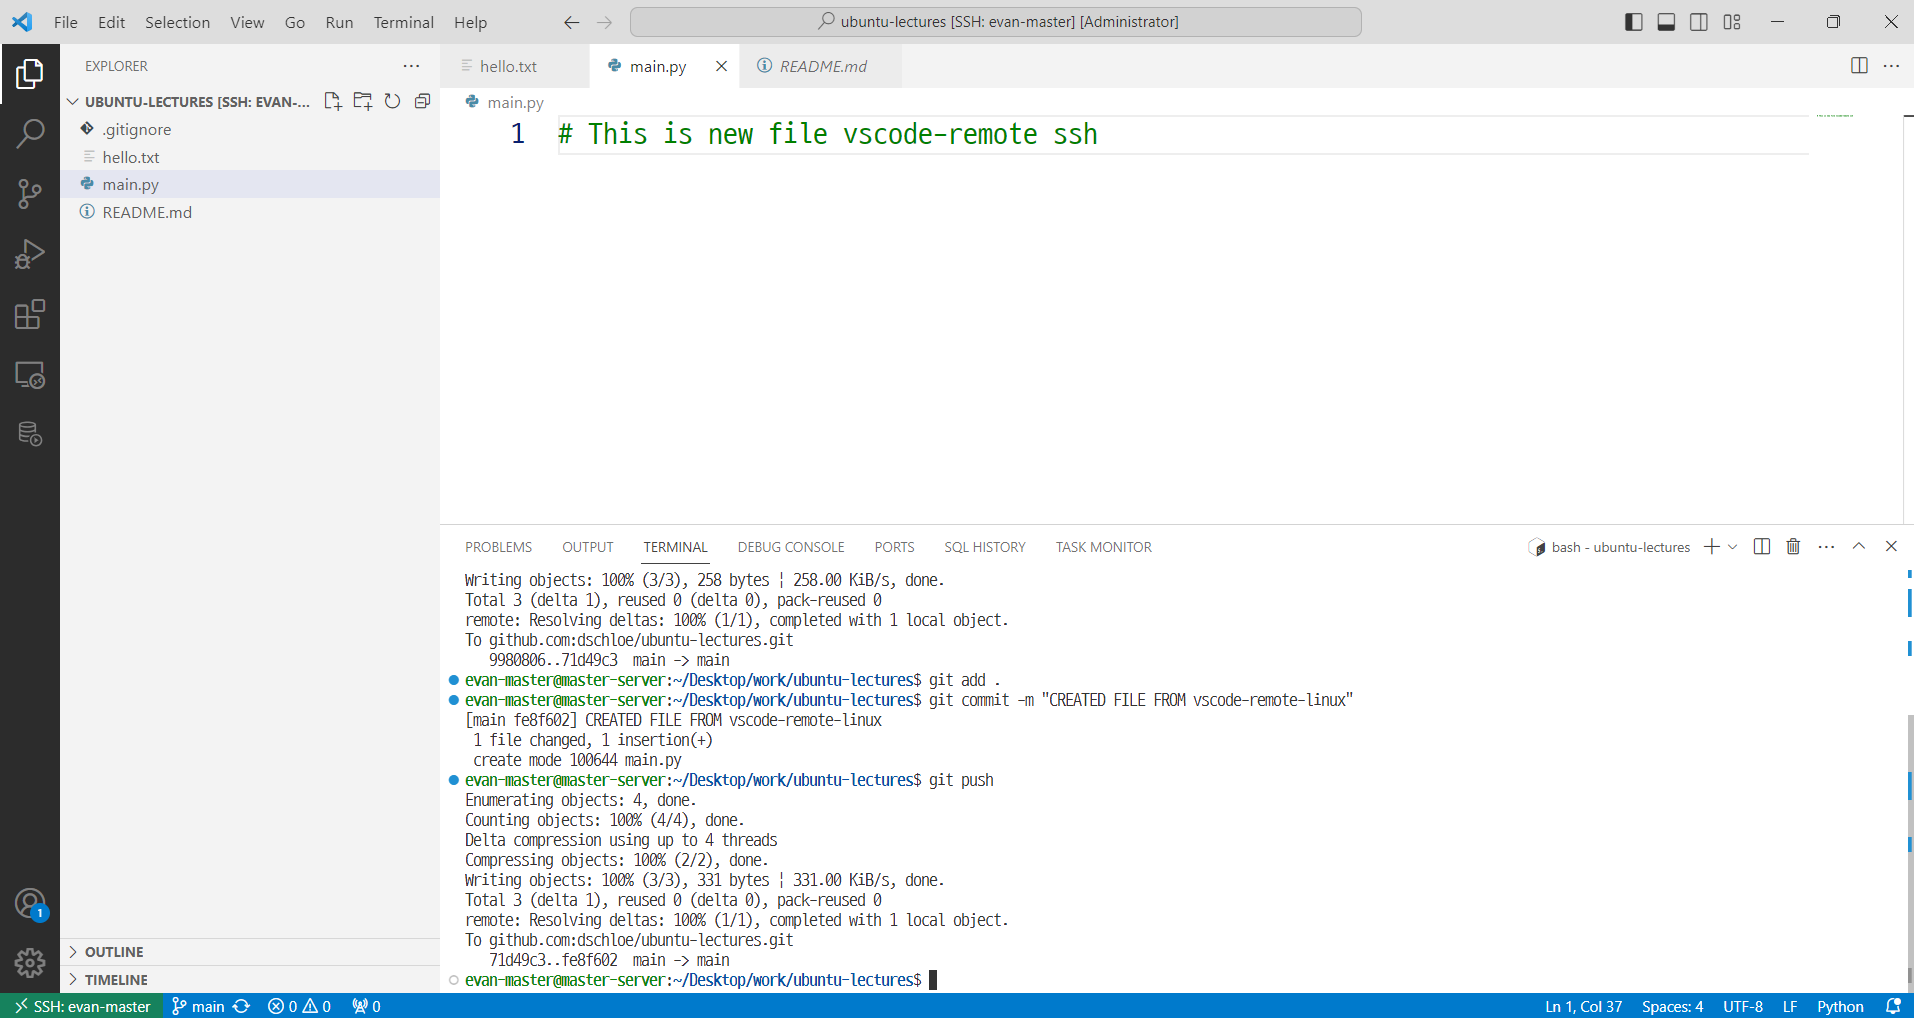 File Edit Selection View Go Run Terminal Help
ubuntu-lectures [SSH: evan-master] [Administrator]
EXPLORER
UBUNTU-LECTURES [SSH: EVAN-...
.gitignore
hello.txt
main.py
README.md
OUTLINE
TIMELINE
1
hello.txt main.py README.md
main.py
1 # This is new file vscode-remote ssh
PROBLEMS OUTPUT TERMINAL DEBUG CONSOLE PORTS SQL HISTORY TASK MONITOR
bash - ubuntu-lectures
Writing objects: 100% (3/3), 258 bytes ¦ 258.00 KiB/s, done.
Total 3 (delta 1), reused 0 (delta 0), pack-reused 0
remote: Resolving deltas: 100% (1/1), completed with 1 local object.
To github.com:dschloe/ubuntu-lectures.git
9980806..71d49c3 main -> main
evan-master@master-server:~/Desktop/work/ubuntu-lectures$ git add .
evan-master@master-server:~/Desktop/work/ubuntu-lectures$ git commit -m "CREATED FILE FROM vscode-remote-linux"
[main fe8f602] CREATED FILE FROM vscode-remote-linux
1 file changed, 1 insertion(+)
create mode 100644 main.py
evan-master@master-server:~/Desktop/work/ubuntu-lectures$ git push
Enumerating objects: 4, done.
Counting objects: 100% (4/4), done.
Delta compression using up to 4 threads
Compressing objects: 100% (2/2), done.
Writing objects: 100% (3/3), 331 bytes ¦ 331.00 KiB/s, done.
Total 3 (delta 1), reused 0 (delta 0), pack-reused 0
remote: Resolving deltas: 100% (1/1), completed with 1 local object.
To github.com:dschloe/ubuntu-lectures.git
71d49c3..fe8f602 main -> main
evan-master@master-server:~/Desktop/work/ubuntu-lectures$
SSH: evan-master main 0 0 0 Ln 1, Col 37 Spaces: 4 UTF-8 LF Python